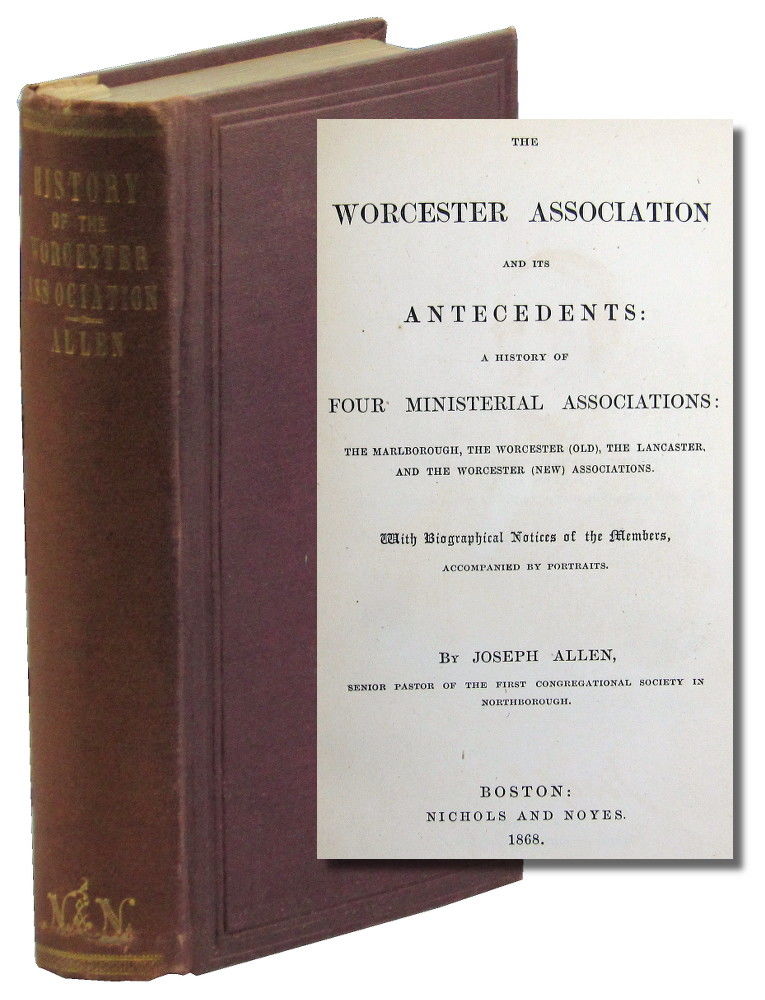 HISTORY
OF THE
WORCESTER
ASSOCIATION
ALLEN
N & N.
THE
WORCESTER ASSOCIATION
AND ITS
ANTECEDENTS:
A HISTORY OF
FOUR MINISTERIAL ASSOCIATIONS:
THE MARLBOROUGH, THE WORCESTER (OLD), THE LANCASTER,
AND THE WORCESTER (NEW) ASSOCIATIONS.
With Biographical Notices of the Members,
ACCOMPANIED BY PORTRAITS.
By JOSEPH ALLEN,
SENIOR PASTOR OF THE FIRST CONGREGATIONAL SOCIETY IN
NORTHBOROUGH.
BOSTON:
NICHOLS AND NOYES.
1868.